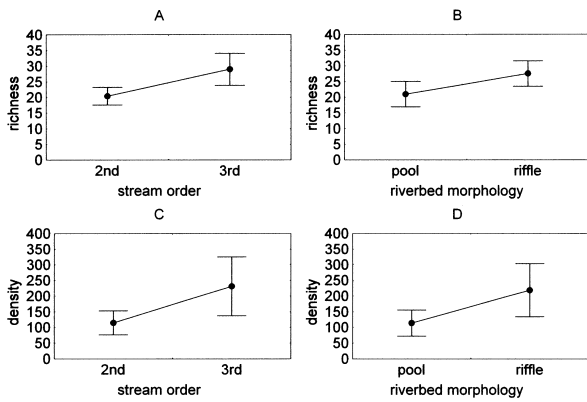 A
40
35
30
25
20
15
10
5
0
richness
2nd 3rd
stream order
B
40
35
30
25
20
15
10
5
0
richness
pool riffle
riverbed morphology
C
400
350
300
250
200
150
100
50
0
density
2nd 3rd
stream order
D
400
350
300
250
200
150
100
50
0
density
pool riffle
riverbed morphology